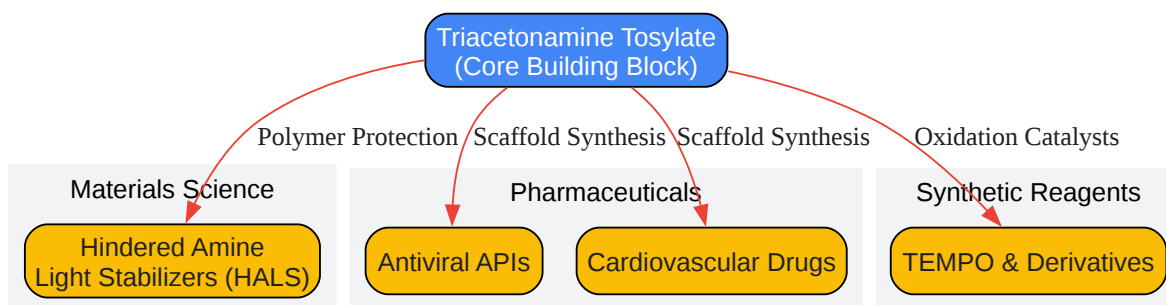 Triacetonamine Tosylate
(Core Building Block)
Polymer Protection
Scaffold Synthesis
Scaffold Synthesis
Oxidation Catalysts
Materials Science
Pharmaceuticals
Synthetic Reagents
Hindered Amine
Light Stabilizers (HALS)
Antiviral APIs
Cardiovascular Drugs
TEMPO & Derivatives